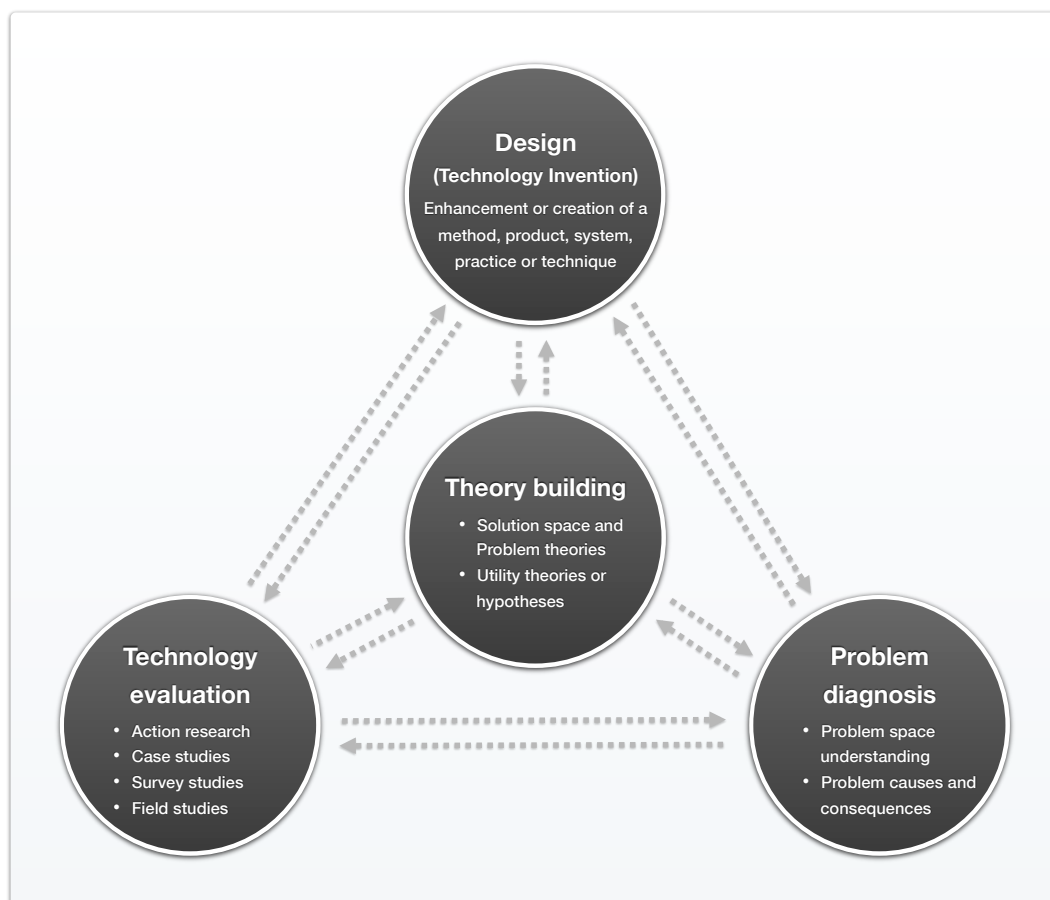 Design
(Technology Invention)
Enhancement or creation of a
method, product, system,
practice or technique
Theory building
• Solution space and
Problem theories
• Utility theories or
hypotheses
Technology
evaluation
• Action research
• Case studies
• Survey studies
• Field studies
Problem
diagnosis
• Problem space
understanding
• Problem causes and
consequences